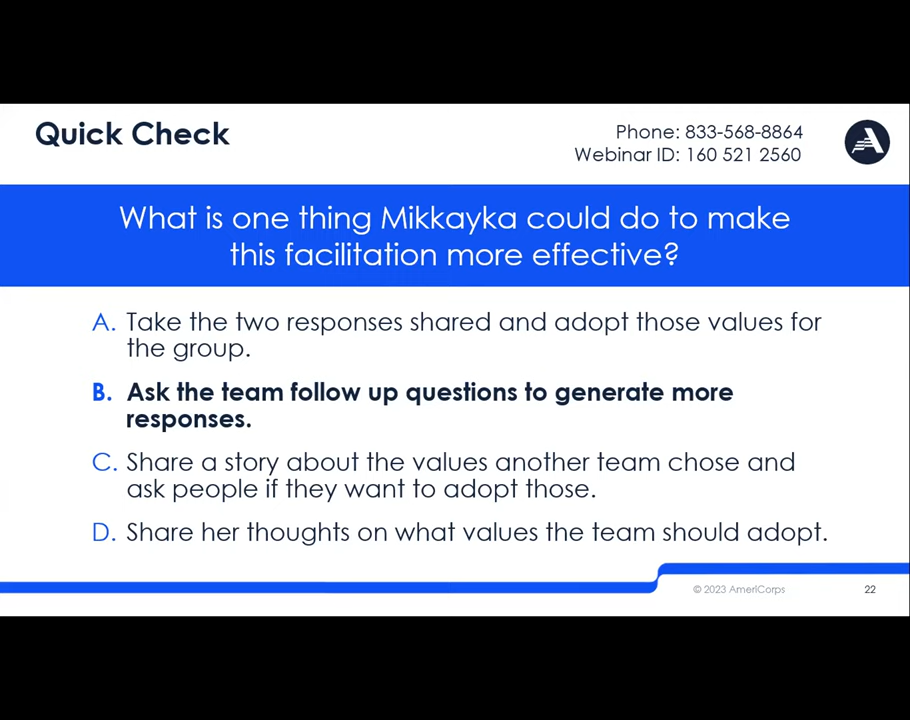 Quick Check
Phone: 833-568-8864
Webinar ID: 160 521 2560
What is one thing Mikkayka could do to make
this facilitation more effective?
A. Take the two responses shared and adopt those values for
the group.
B. Ask the team follow up questions to generate more
responses.
C. Share a story about the values another team chose and
ask people if they want to adopt those.
D. Share her thoughts on what values the team should adopt.
© 2023 AmeriCorps
22